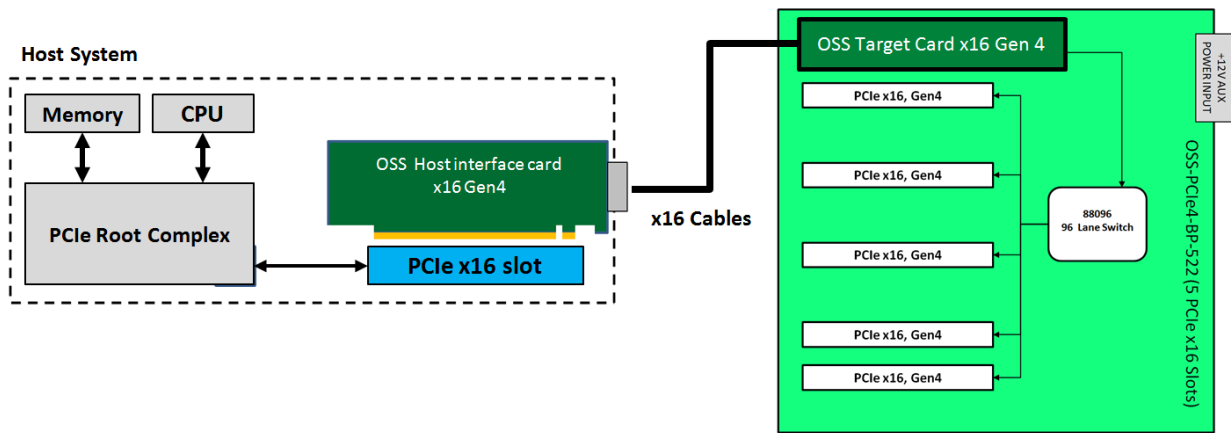 Host System
Memory
CPU
PCIe Root Complex
OSS Host interface card
x16 Gen4
PCIe x16 slot
x16 Cables
OSS Target Card x16 Gen 4
PCIe x16, Gen4
PCIe x16, Gen4
PCIe x16, Gen4
PCIe x16, Gen4
PCIe x16, Gen4
88096
96 Lane Switch
+12V AUX
POWER INPUT
OSS-PCIe4-BP-522 (5 PCIe x16 Slots)